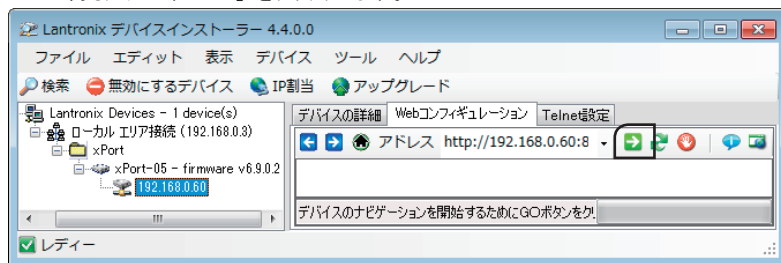 Lantronix デバイスインストーラー 4.4.0.0
ファイル エディット 表示 デバイス ツール ヘルプ
検索 無効にするデバイス IP割当 アップグレード
Lantronix Devices - 1 device(s)
ローカル エリア接続 (192.168.0.3)
xPort
xPort-05 - firmware v6.9.0.2
192.168.0.60
デバイスの詳細 Webコンフィギュレーション Telnet設定
アドレス http://192.168.0.60:8
デバイスのナビゲーションを開始するためにGOボタンをク
レディー